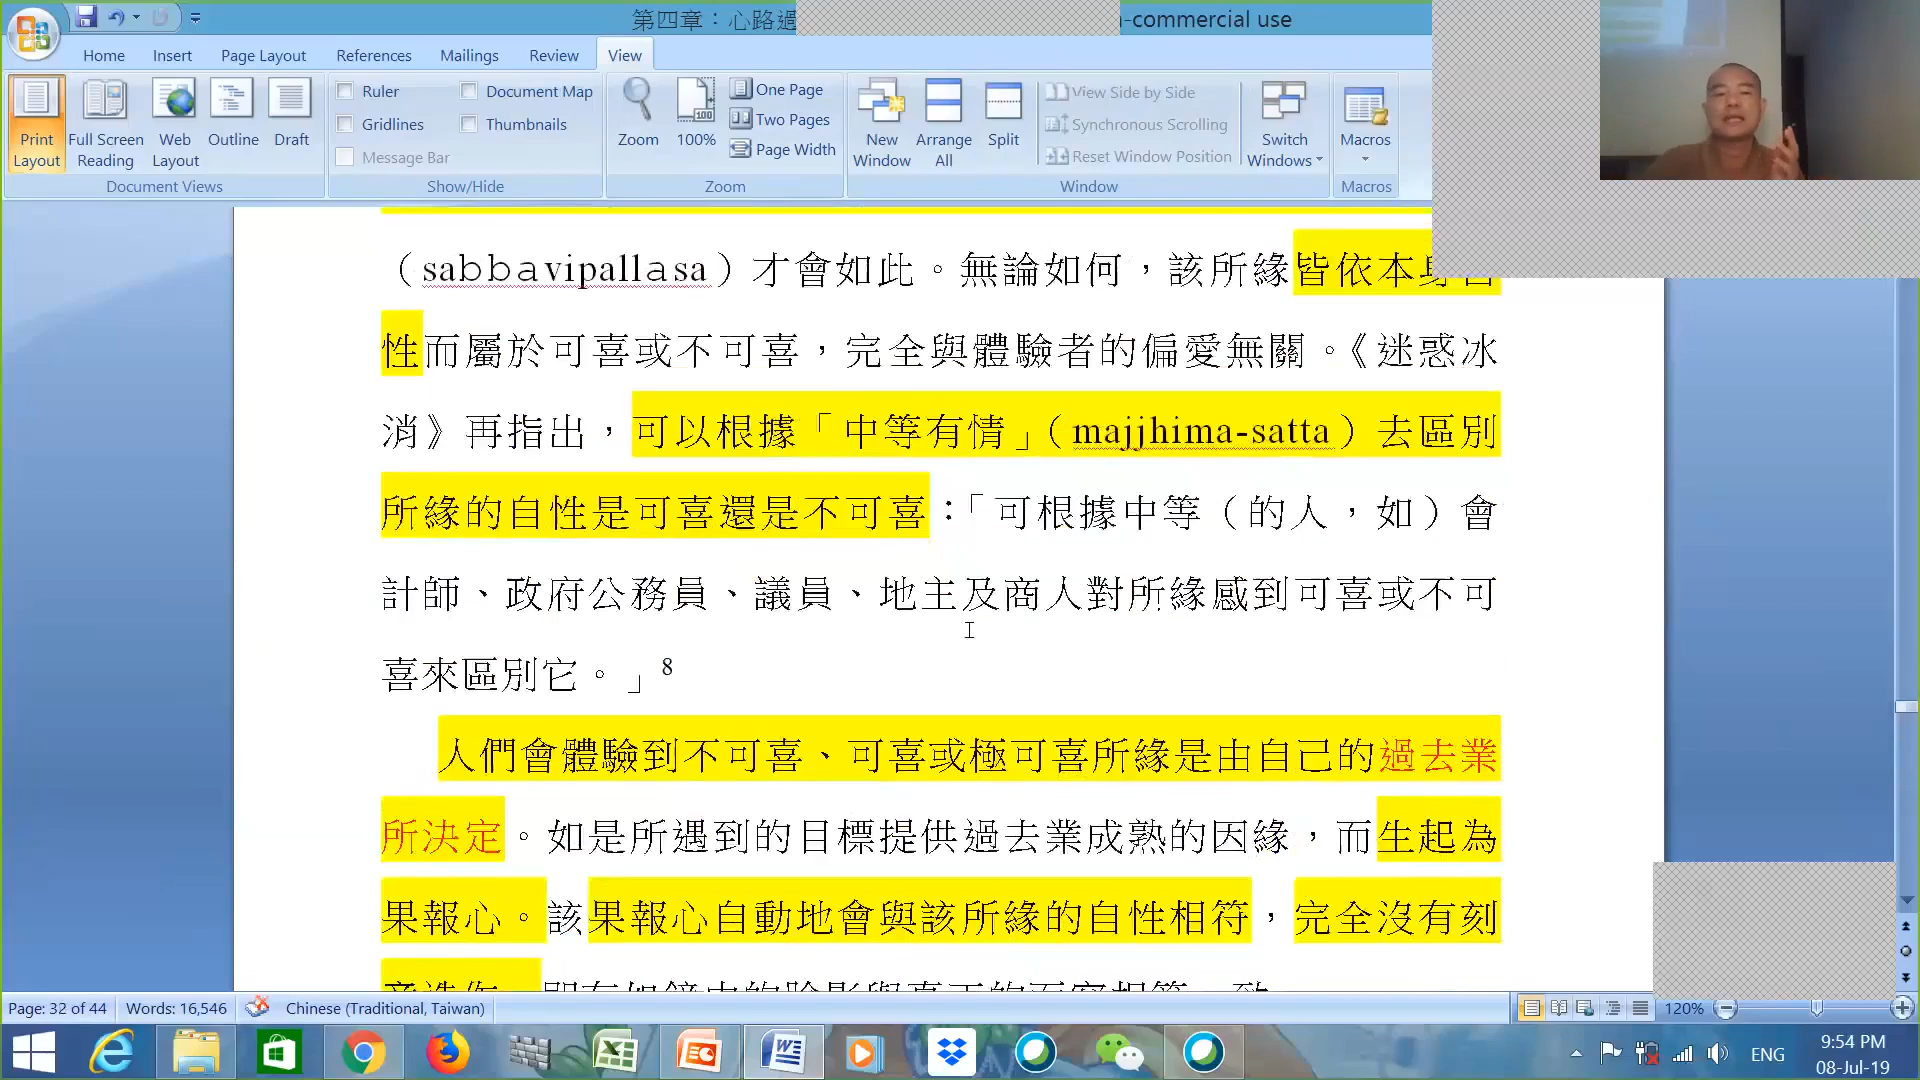 第四章：心路過
-commercial use
Home Insert Page Layout References Mailings Review View
Print Layout
Full Screen Reading
Web Layout
Outline
Draft
Document Views
Ruler
Gridlines
Message Bar
Document Map
Thumbnails
Show/Hide
Zoom
100%
One Page
Two Pages
Page Width
Zoom
New Window
Arrange All
Split
View Side by Side
Synchronous Scrolling
Reset Window Position
Switch Windows
Window
Macros
Macros
（sabbavipallasa）才會如此。無論如何，該所緣皆依本身自
性而屬於可喜或不可喜，完全與體驗者的偏愛無關。《迷惑冰
消》再指出，可以根據「中等有情」（majjhima-satta）去區別
所緣的自性是可喜還是不可喜：「可根據中等（的人，如）會
計師、政府公務員、議員、地主及商人對所緣感到可喜或不可
喜來區別它。」8
人們會體驗到不可喜、可喜或極可喜所緣是由自己的過去業
所決定。如是所遇到的目標提供過去業成熟的因緣，而生起為
果報心。該果報心自動地會與該所緣的自性相符，完全沒有刻
Page: 32 of 44 Words: 16,546 Chinese (Traditional, Taiwan) 120%
ENG
9:54 PM
08-Jul-19